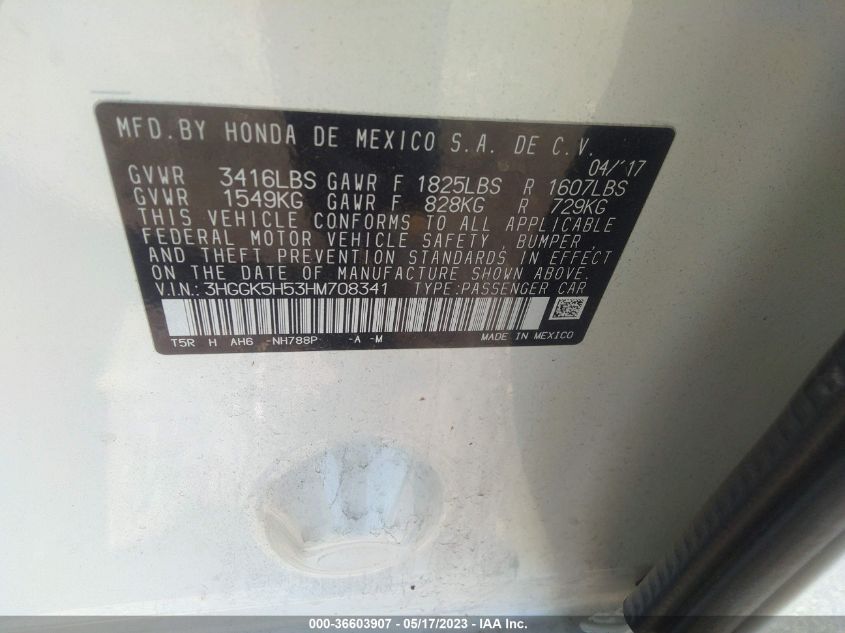 MFD.BY HONDA DE MEXICO S.A. DE C.V.
04/'17
GVWR 3416LBS GAWR F 1825LBS R 1607LBS
GVWR 1549KG GAWR F 828KG R 729KG
THIS VEHICLE CONFORMS TO ALL APPLICABLE
FEDERAL MOTOR VEHICLE SAFETY, BUMPER,
AND THEFT PREVENTION STANDARDS IN EFFECT
ON THE DATE OF MANUFACTURE SHOWN ABOVE.
V.I.N.: 3HGGK5H53HM708341 TYPE:PASSENGER CAR
T5R H AH6 -NH788P -A -M MADE IN MEXICO
000-36603907 - 05/17/2023 - IAA Inc.